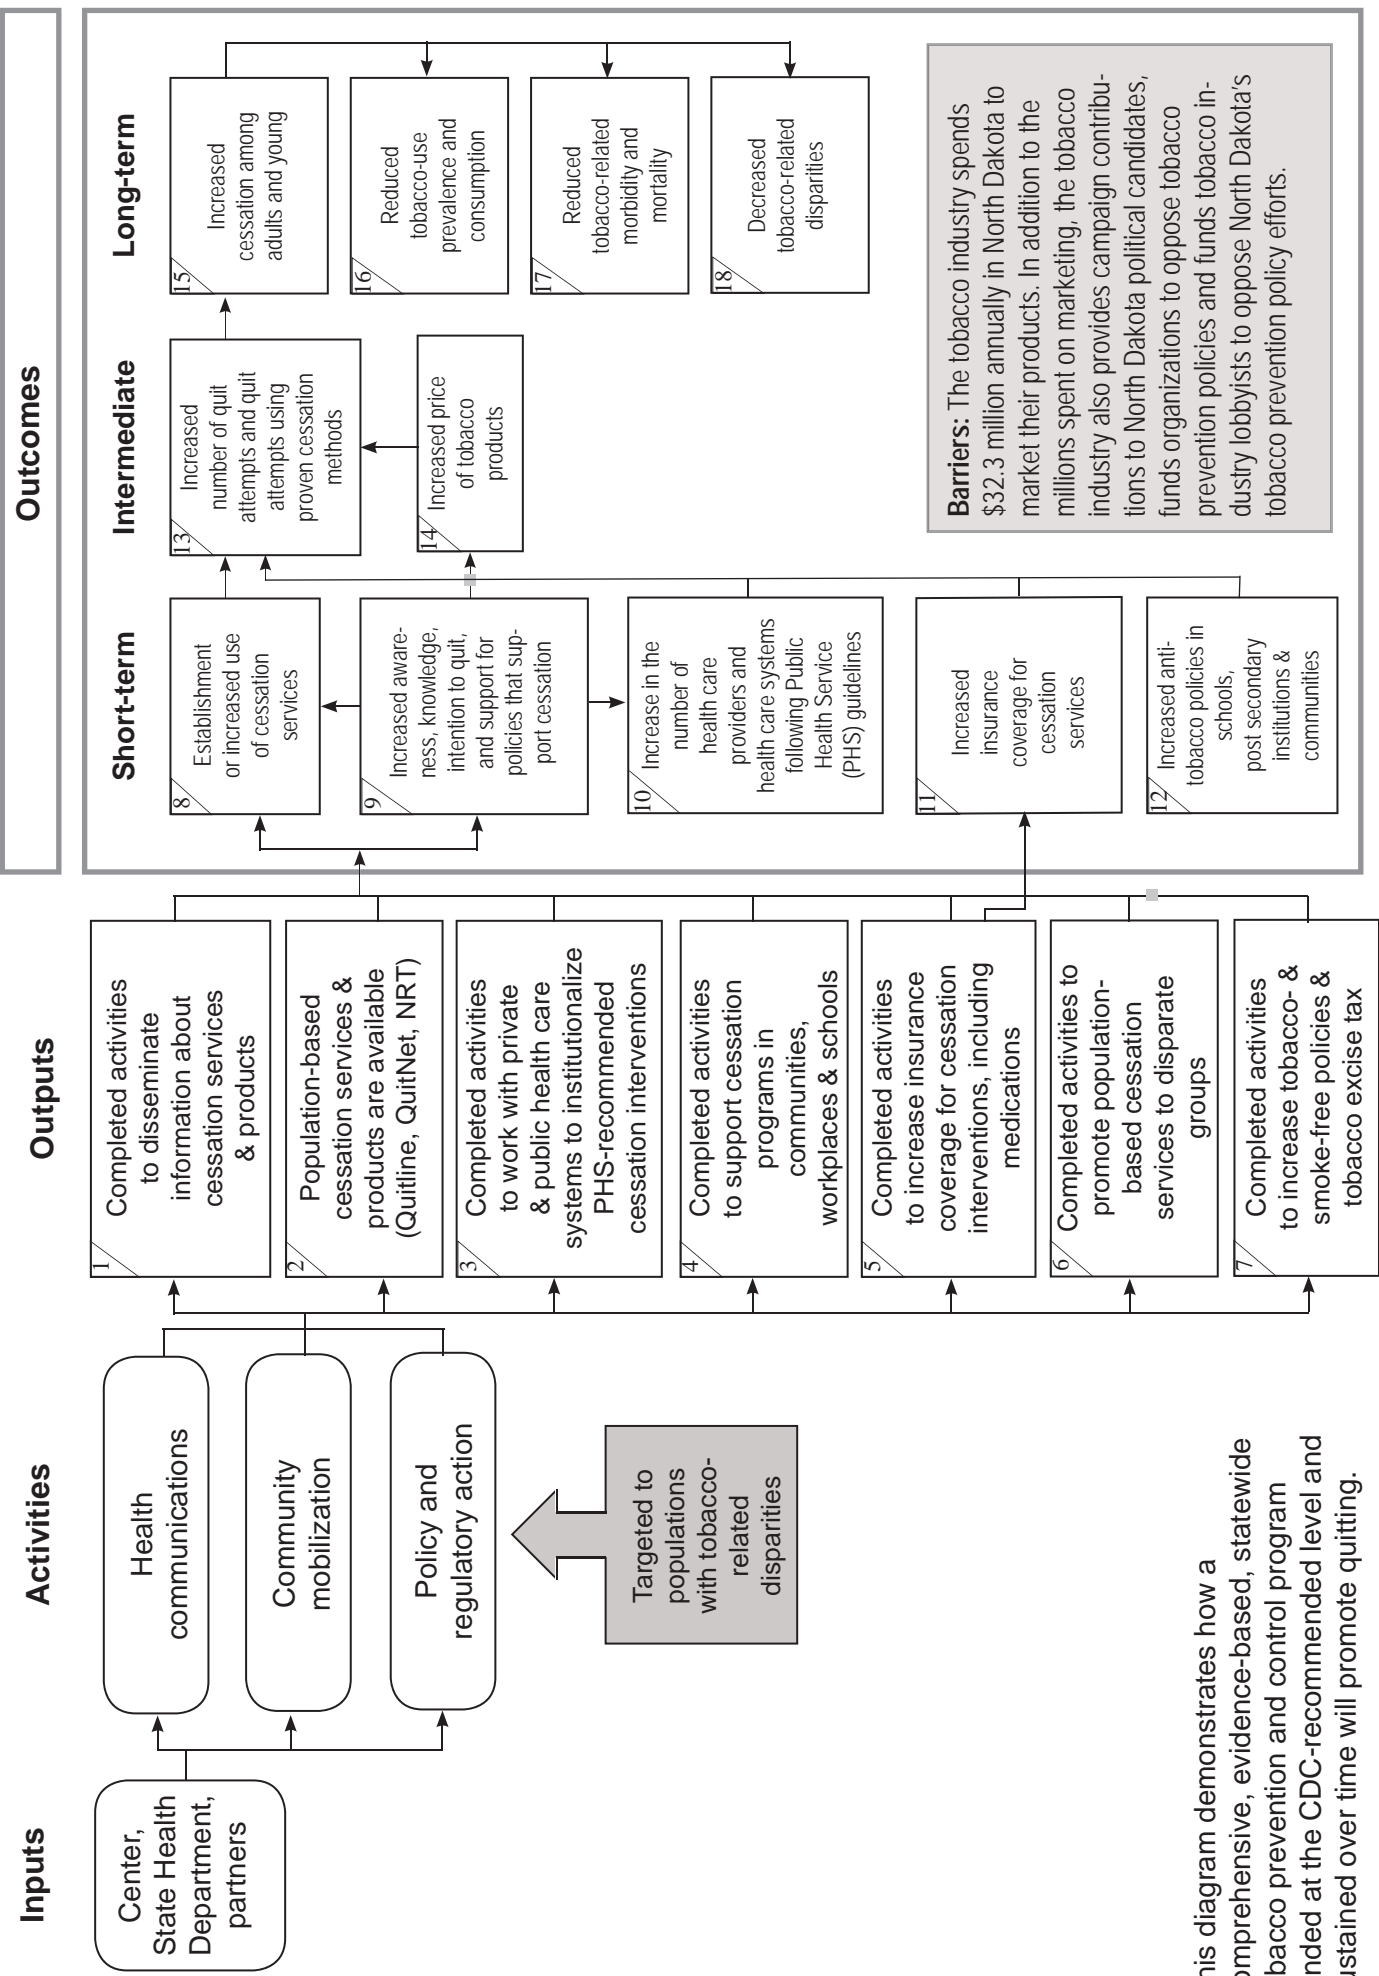 Outcomes
Inputs
Activities
Outputs
Short-term
Intermediate
Long-term
Center,
State Health
Department,
partners
Health
communications
Community
mobilization
Policy and
regulatory action
Targeted to
populations
with tobacco-
related
disparities
1
Completed activities
to disseminate
information about
cessation services
& products
2
Population-based
cessation services &
products are available
(Quitline, QuitNet, NRT)
3
Completed activities
to work with private
& public health care
systems to institutionalize
PHS-recommended
cessation interventions
4
Completed activities
to support cessation
programs in
communities,
workplaces & schools
5
Completed activities
to increase insurance
coverage for cessation
interventions, including
medications
6
Completed activities to
promote population-
based cessation
services to disparate
groups
7
Completed activities
to increase tobacco- &
smoke-free policies &
tobacco excise tax
8
Establishment
or increased use
of cessation
services
9
Increased aware-
ness, knowledge,
intention to quit,
and support for
policies that sup-
port cessation
10
Increase in the
number of
health care
providers and
health care systems
following Public
Health Service
(PHS) guidelines
11
Increased
insurance
coverage for
cessation
services
12
Increased anti-
tobacco policies in
schools,
post secondary
institutions &
communities
13
Increased
number of quit
attempts and quit
attempts using
proven cessation
methods
14
Increased price
of tobacco
products
15
Increased
cessation among
adults and young
16
Reduced
tobacco-use
prevalence and
consumption
17
Reduced
tobacco-related
morbidity and
mortality
18
Decreased
tobacco-related
disparities
Barriers: The tobacco industry spends
$32.3 million annually in North Dakota to
market their products. In addition to the
millions spent on marketing, the tobacco
industry also provides campaign contribu-
tions to North Dakota political candidates,
funds organizations to oppose tobacco
prevention policies and funds tobacco in-
dustry lobbyists to oppose North Dakota's
tobacco prevention policy efforts.
his diagram demonstrates how a
omprehensive, evidence-based, statewide
bacco prevention and control program
nded at the CDC-recommended level and
ustained over time will promote quitting.